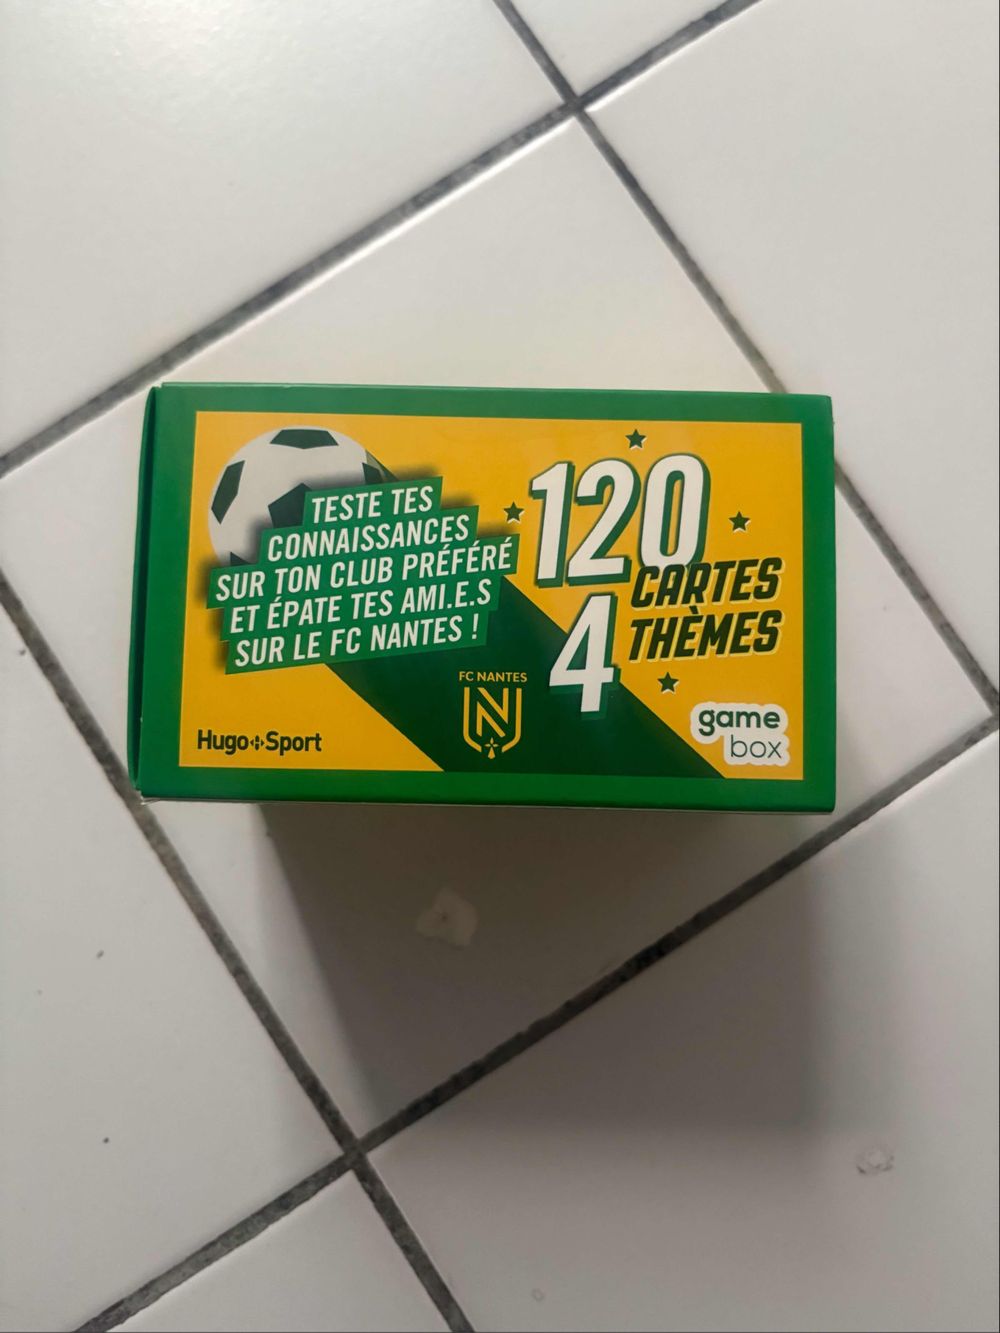 TESTE TES
CONNAISSANCES
SUR TON CLUB PRÉFÉRÉ
ET ÉPATE TES AMI.E.S
SUR LE FC NANTES !
120
CARTES
4
THÈMES
FC NANTES
N
Hugo Sport
game
box